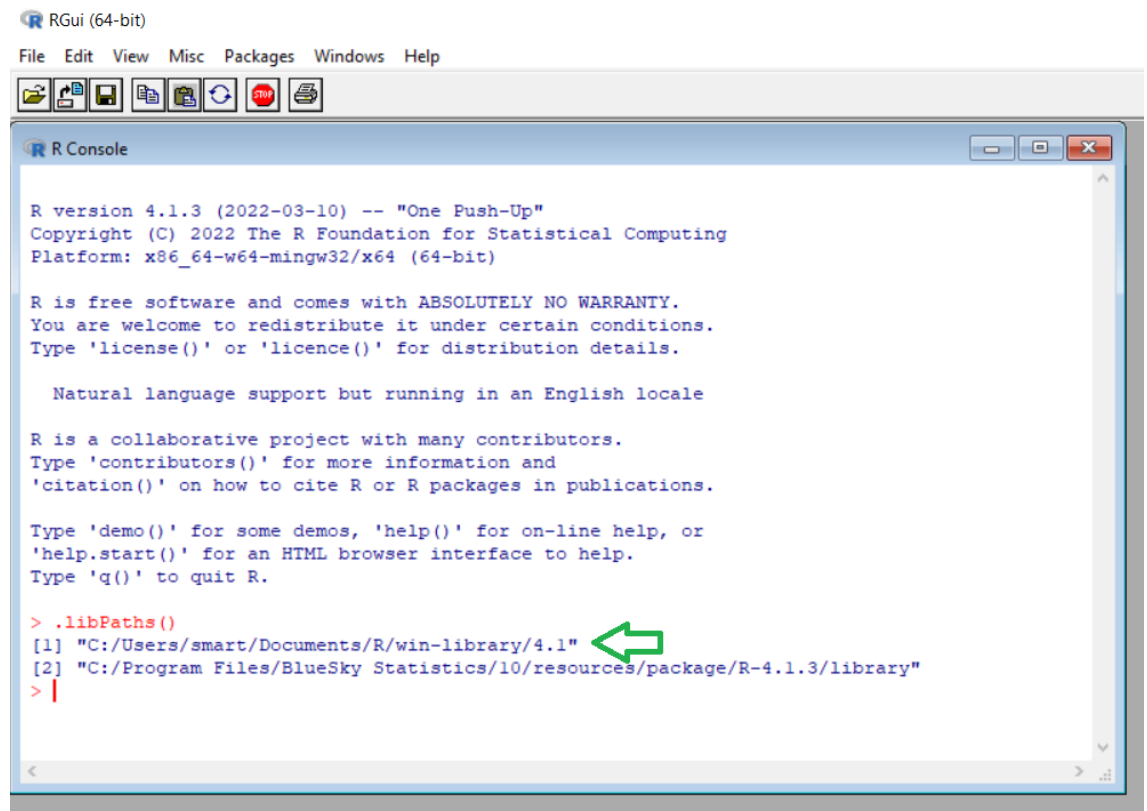 RGui (64-bit)
File Edit View Misc Packages Windows Help
STOP
R Console
R version 4.1.3 (2022-03-10) -- "One Push-Up"
Copyright (C) 2022 The R Foundation for Statistical Computing
Platform: x86_64-w64-mingw32/x64 (64-bit)
R is free software and comes with ABSOLUTELY NO WARRANTY.
You are welcome to redistribute it under certain conditions.
Type 'license()' or 'licence()' for distribution details.
Natural language support but running in an English locale
R is a collaborative project with many contributors.
Type 'contributors()' for more information and
'citation()' on how to cite R or R packages in publications.
Type 'demo()' for some demos, 'help()' for on-line help, or
'help.start()' for an HTML browser interface to help.
Type 'q()' to quit R.
> .libPaths()
[1] "C:/Users/smart/Documents/R/win-library/4.1"
[2] "C:/Program Files/BlueSky Statistics/10/resources/package/R-4.1.3/library"
>